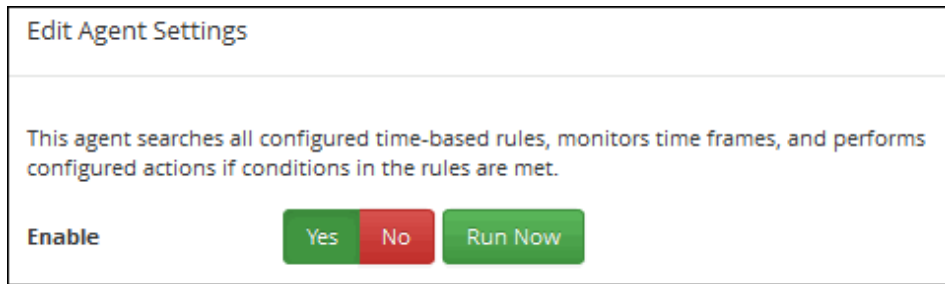 Edit Agent Settings
This agent searches all configured time-based rules, monitors time frames, and performs
configured actions if conditions in the rules are met.
Enable Yes No Run Now